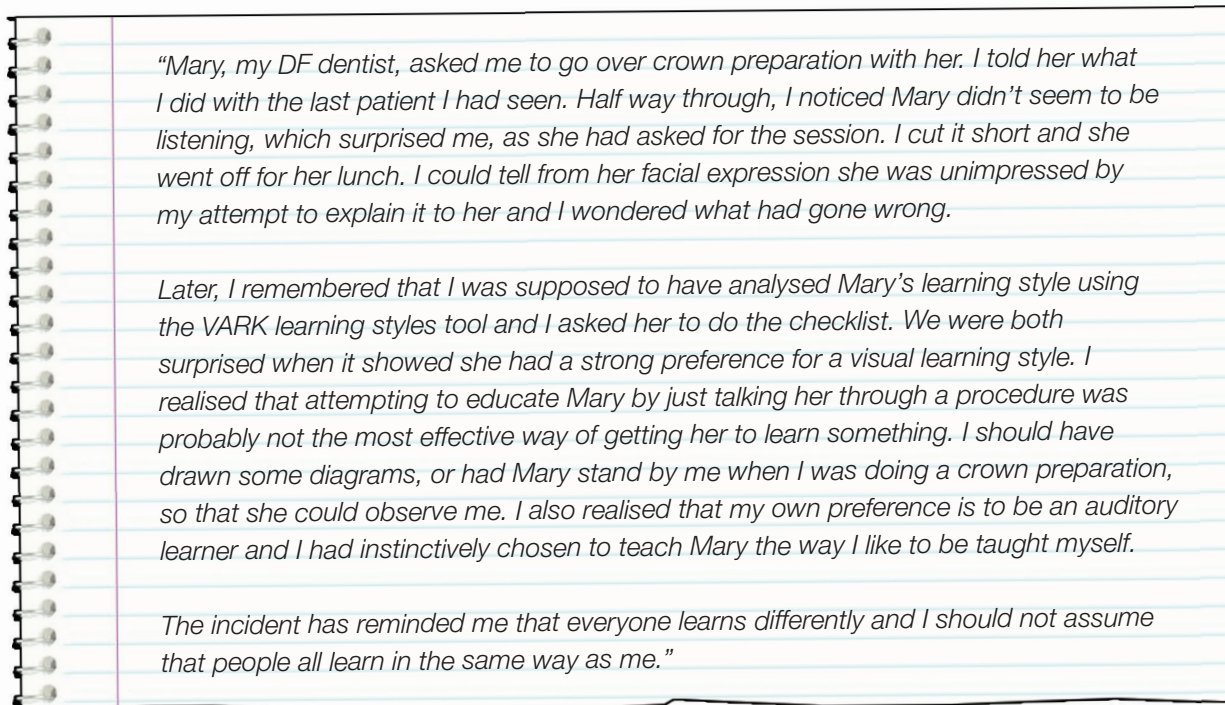 “Mary, my DF dentist, asked me to go over crown preparation with her. I told her what
I did with the last patient I had seen. Half way through, I noticed Mary didn’t seem to be
listening, which surprised me, as she had asked for the session. I cut it short and she
went off for her lunch. I could tell from her facial expression she was unimpressed by
my attempt to explain it to her and I wondered what had gone wrong.
Later, I remembered that I was supposed to have analysed Mary’s learning style using
the VARK learning styles tool and I asked her to do the checklist. We were both
surprised when it showed she had a strong preference for a visual learning style. I
realised that attempting to educate Mary by just talking her through a procedure was
probably not the most effective way of getting her to learn something. I should have
drawn some diagrams, or had Mary stand by me when I was doing a crown preparation,
so that she could observe me. I also realised that my own preference is to be an auditory
learner and I had instinctively chosen to teach Mary the way I like to be taught myself.
The incident has reminded me that everyone learns differently and I should not assume
that people all learn in the same way as me.”